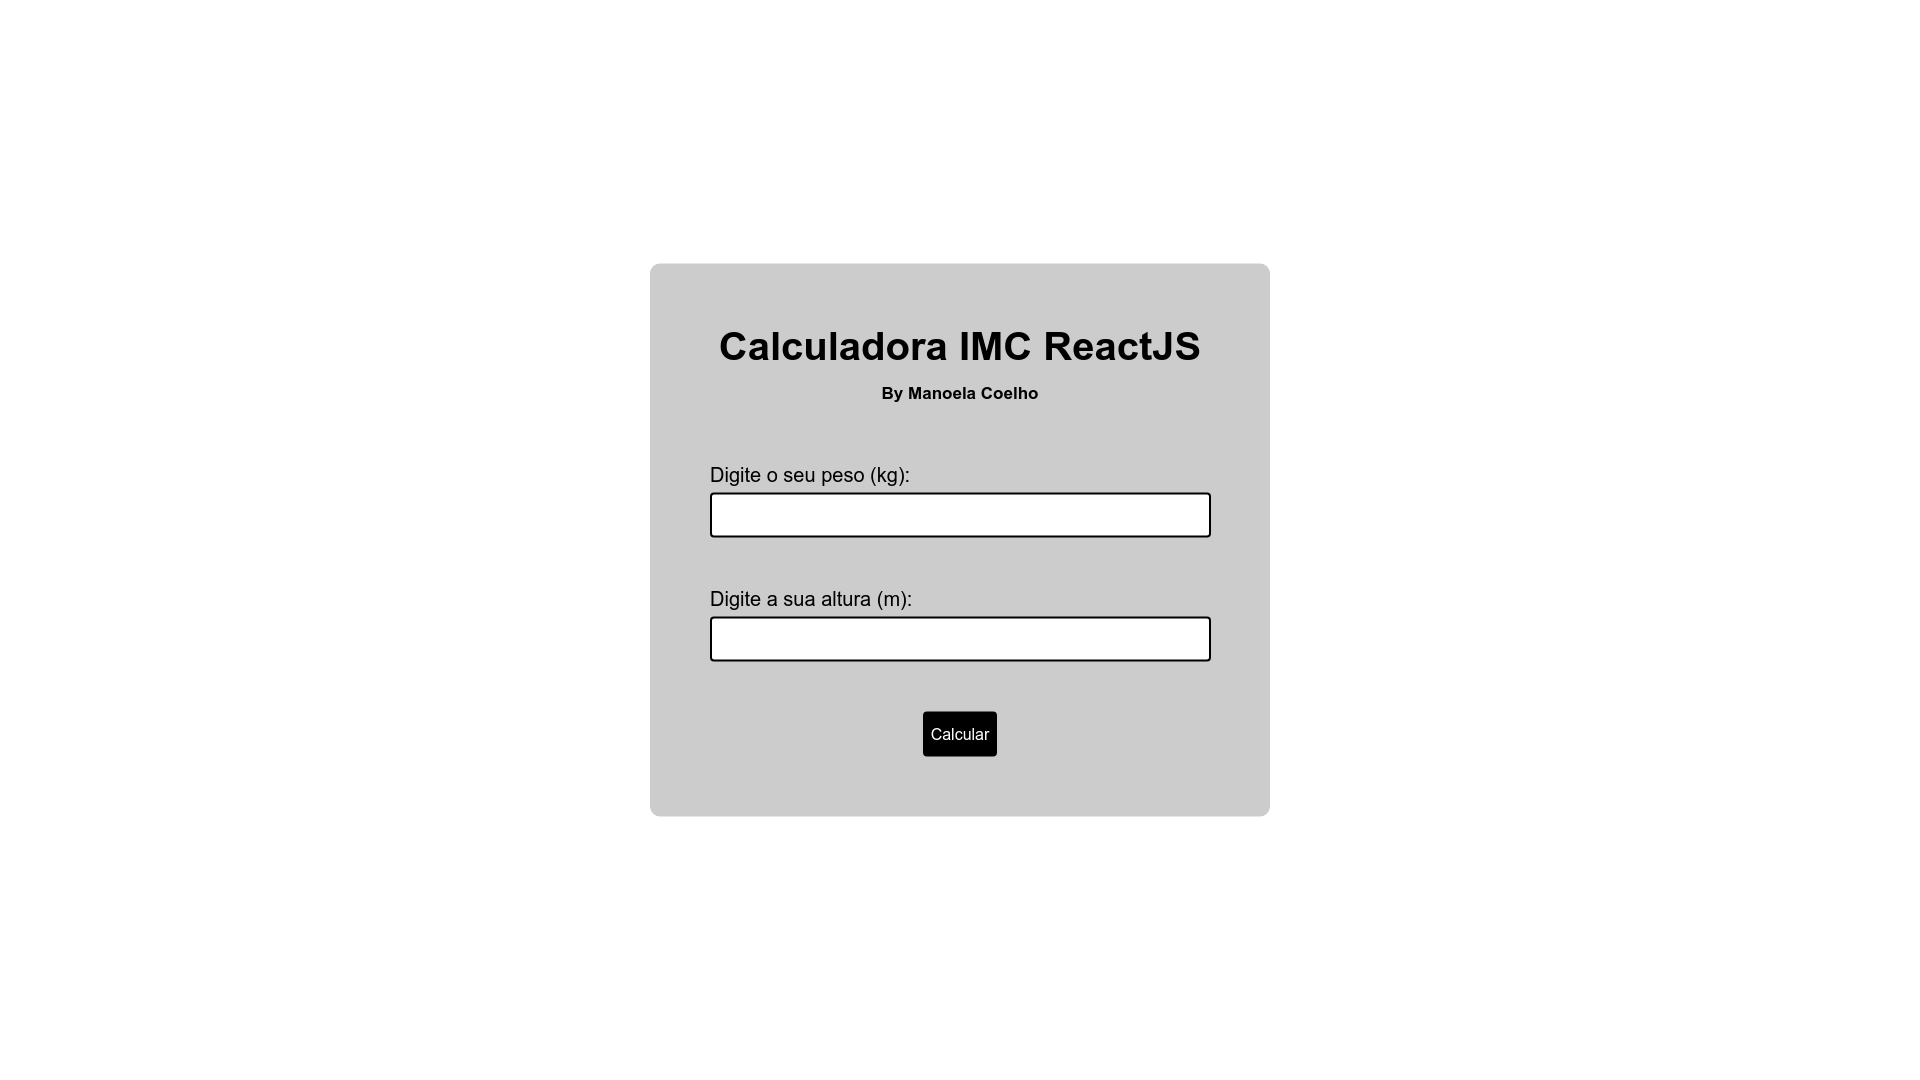 Calculadora IMC ReactJS
By Manoela Coelho
Digite o seu peso (kg):
Digite a sua altura (m):
Calcular